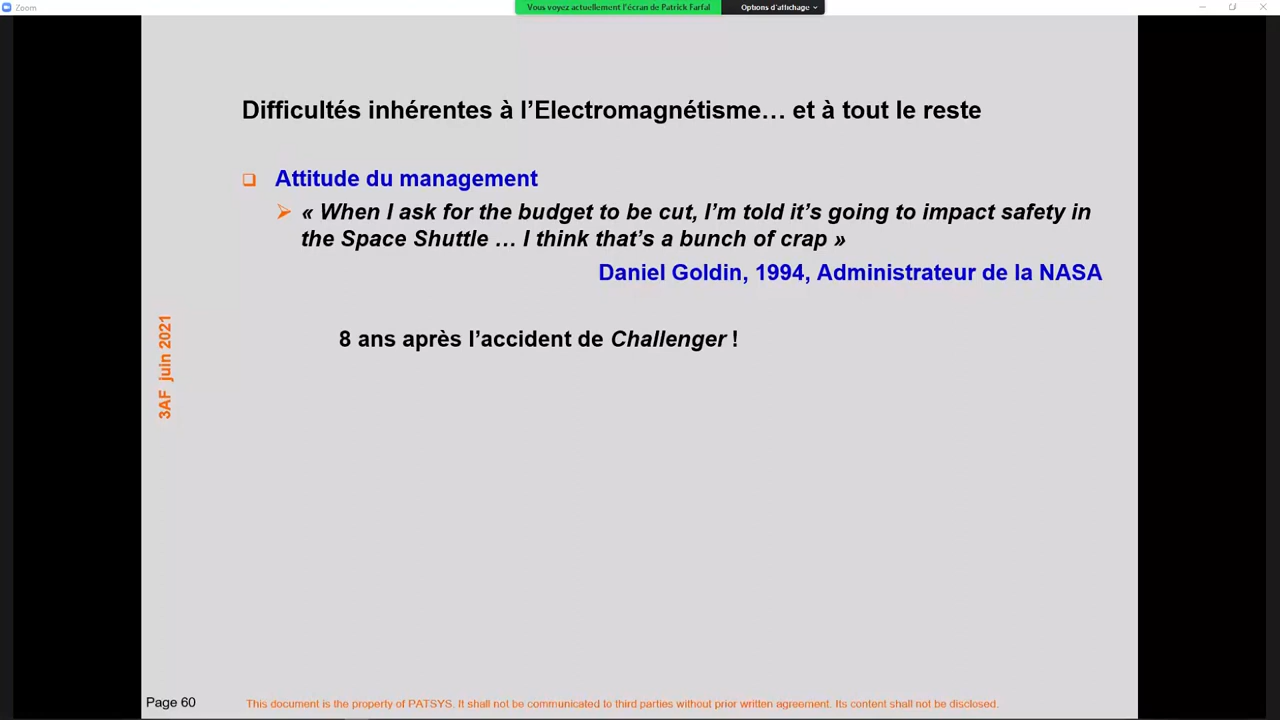 Zoom
Vous voyez actuellement l'écran de Patrick Farfal
Options d'affichage
Difficultés inhérentes à l'Electromagnétisme… et à tout le reste
Attitude du management
« When I ask for the budget to be cut, I'm told it's going to impact safety in
the Space Shuttle … I think that's a bunch of crap »
Daniel Goldin, 1994, Administrateur de la NASA
8 ans après l'accident de Challenger !
3AF juin 2021
Page 60
This document is the property of PATSYS. It shall not be communicated to third parties without prior written agreement. Its content shall not be disclosed.